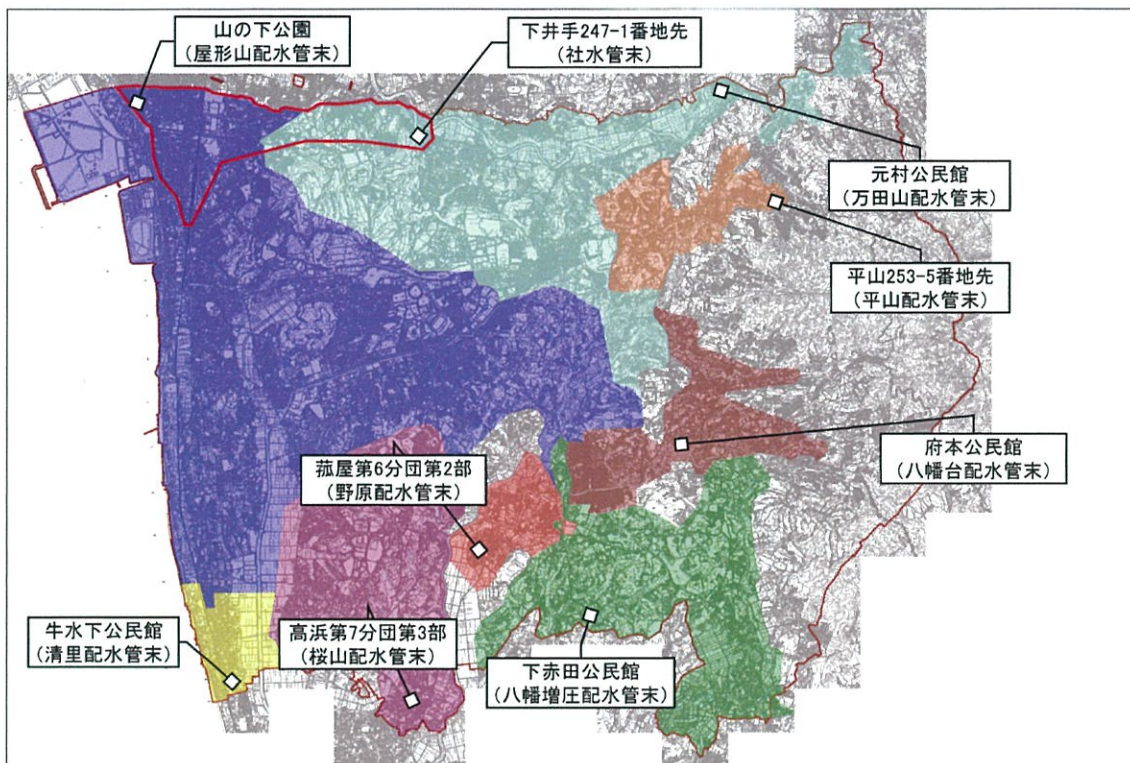 山の下公園
（屋形山配水管末）
下井手247-1番地先
（社水管末）
元村公民館
（万田山配水管末）
平山253-5番地先
（平山配水管末）
府本公民館
（八幡台配水管末）
菰屋第6分団第2部
（野原配水管末）
牛水下公民館
（清里配水管末）
高浜第7分団第3部
（桜山配水管末）
下赤田公民館
（八幡増圧配水管末）